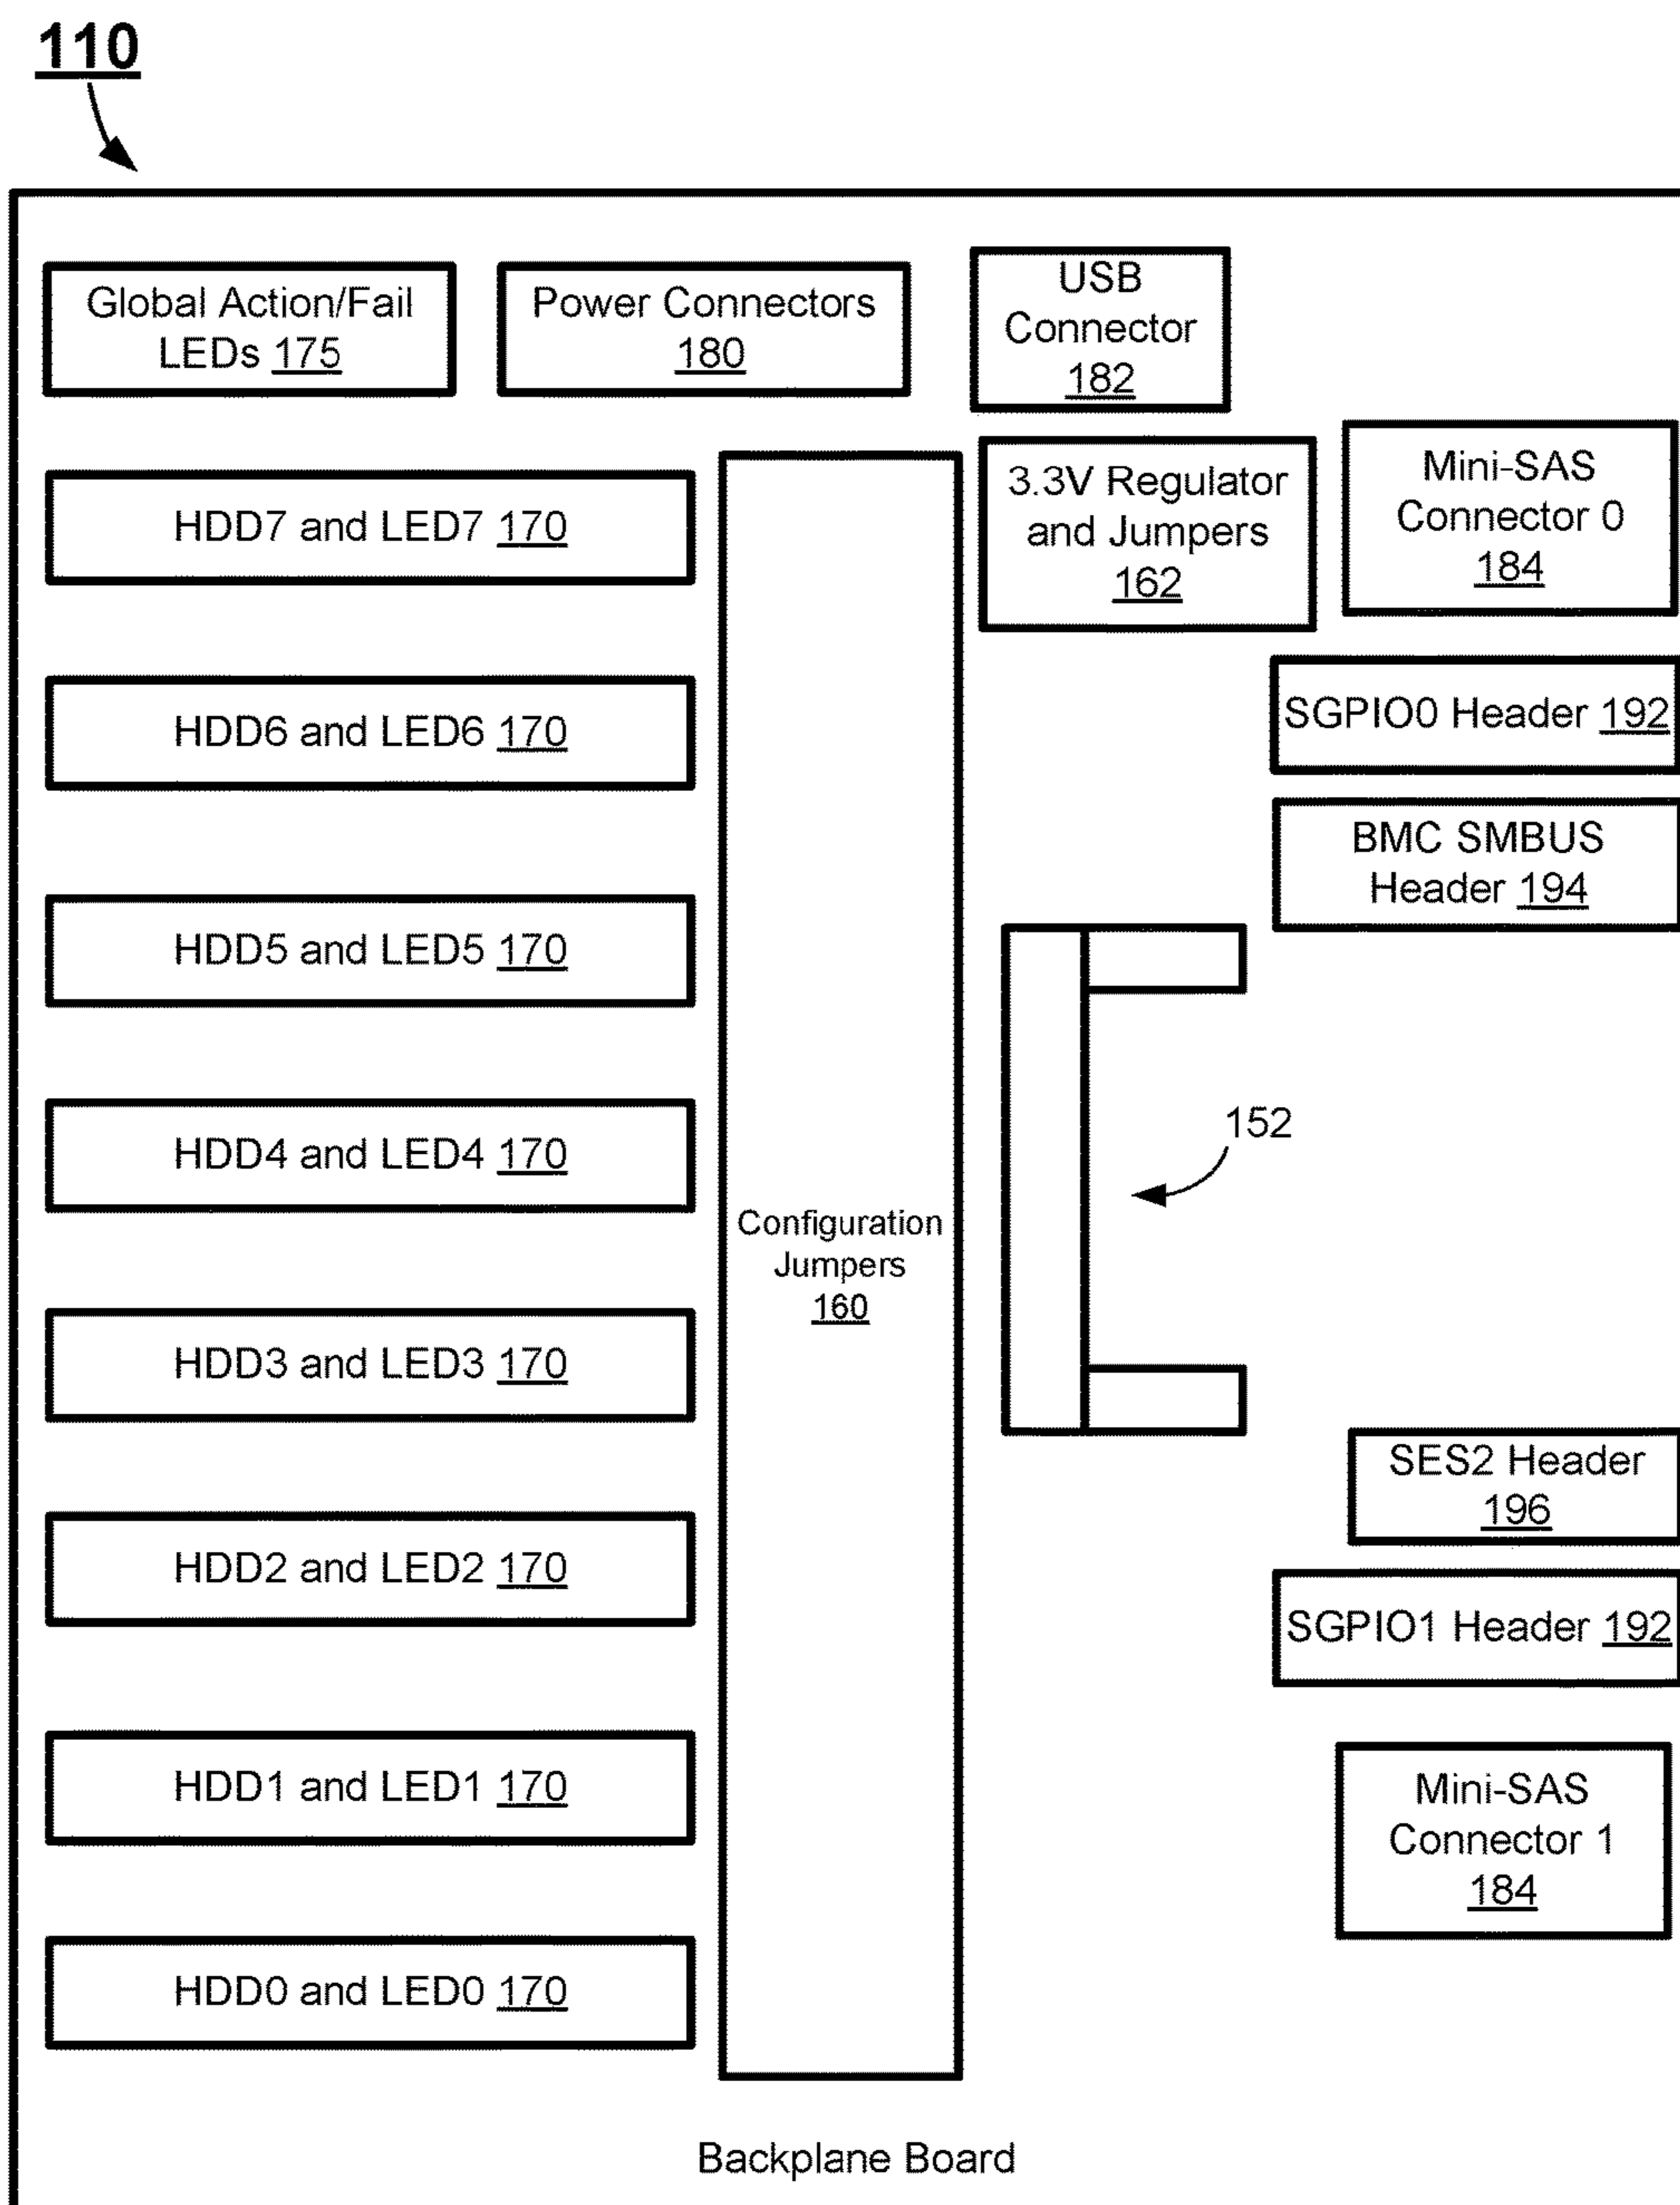 110
Global Action/Fail
LEDs 175
Power Connectors
180
USB
Connector
182
3.3V Regulator
and Jumpers
162
Mini-SAS
Connector 0
184
HDD7 and LED7 170
HDD6 and LED6 170
HDD5 and LED5 170
HDD4 and LED4 170
HDD3 and LED3 170
HDD2 and LED2 170
HDD1 and LED1 170
HDD0 and LED0 170
Configuration
Jumpers
160
SGPIO0 Header 192
BMC SMBUS
Header 194
152
SES2 Header
196
SGPIO1 Header 192
Mini-SAS
Connector 1
184
Backplane Board